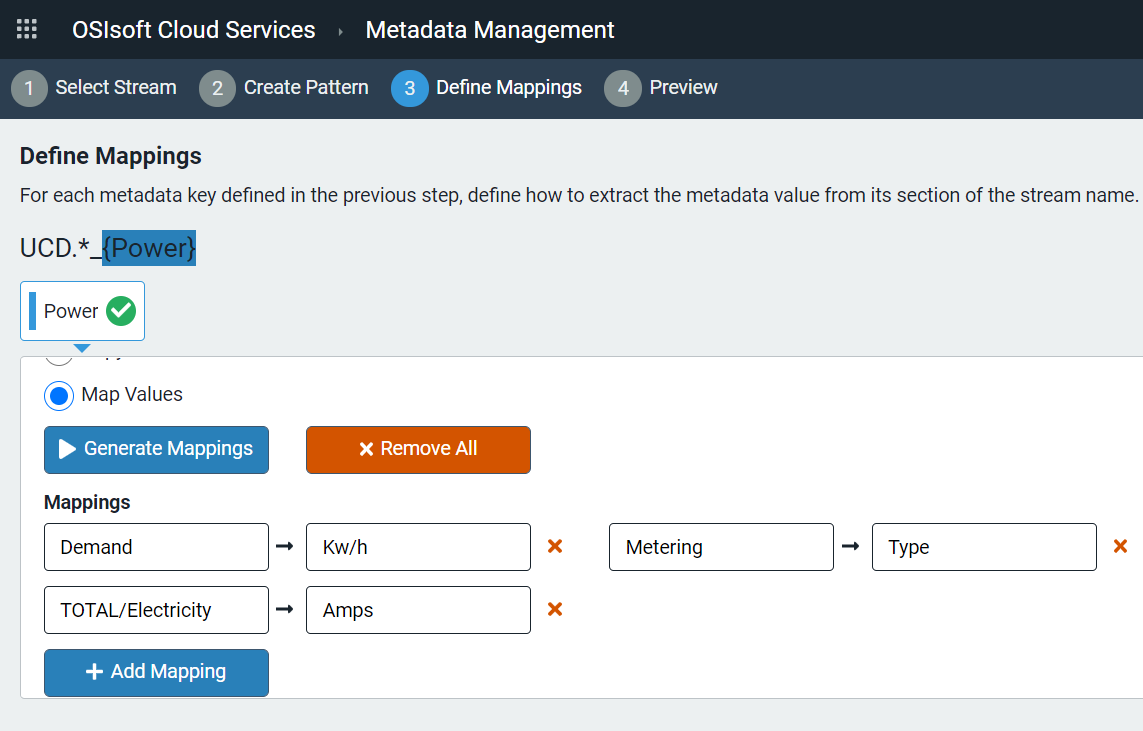 OSIsoft Cloud Services › Metadata Management
1 Select Stream 2 Create Pattern 3 Define Mappings 4 Preview
Define Mappings
For each metadata key defined in the previous step, define how to extract the metadata value from its section of the stream name.
UCD.*_{Power}
Power
Map Values
Generate Mappings Remove All
Mappings
Demand → Kw/h Metering → Type
TOTAL/Electricity → Amps
+ Add Mapping